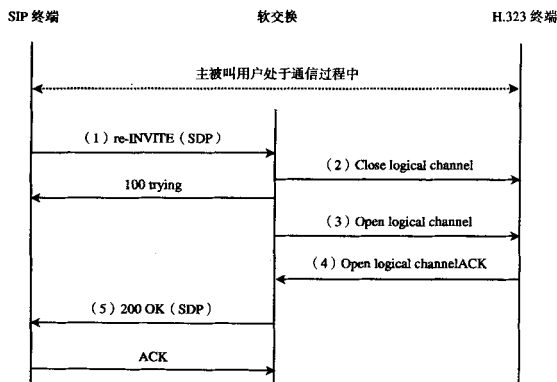 SIP 终端 软交换 H.323 终端
主被叫用户处于通信过程中
（1）re-INVITE（SDP）
（2）Close logical channel
100 trying
（3）Open logical channel
（4）Open logical channelACK
（5）200 OK（SDP）
ACK